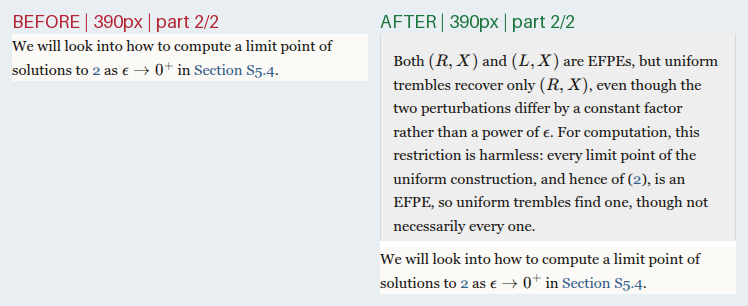 BEFORE | 390px | part 2/2
We will look into how to compute a limit point of
solutions to 2 as ϵ → 0⁺ in Section S5.4.
AFTER | 390px | part 2/2
Both (R, X) and (L, X) are EFPEs, but uniform
trembles recover only (R, X), even though the
two perturbations differ by a constant factor
rather than a power of ϵ. For computation, this
restriction is harmless: every limit point of the
uniform construction, and hence of (2), is an
EFPE, so uniform trembles find one, though not
necessarily every one.
We will look into how to compute a limit point of
solutions to 2 as ϵ → 0⁺ in Section S5.4.